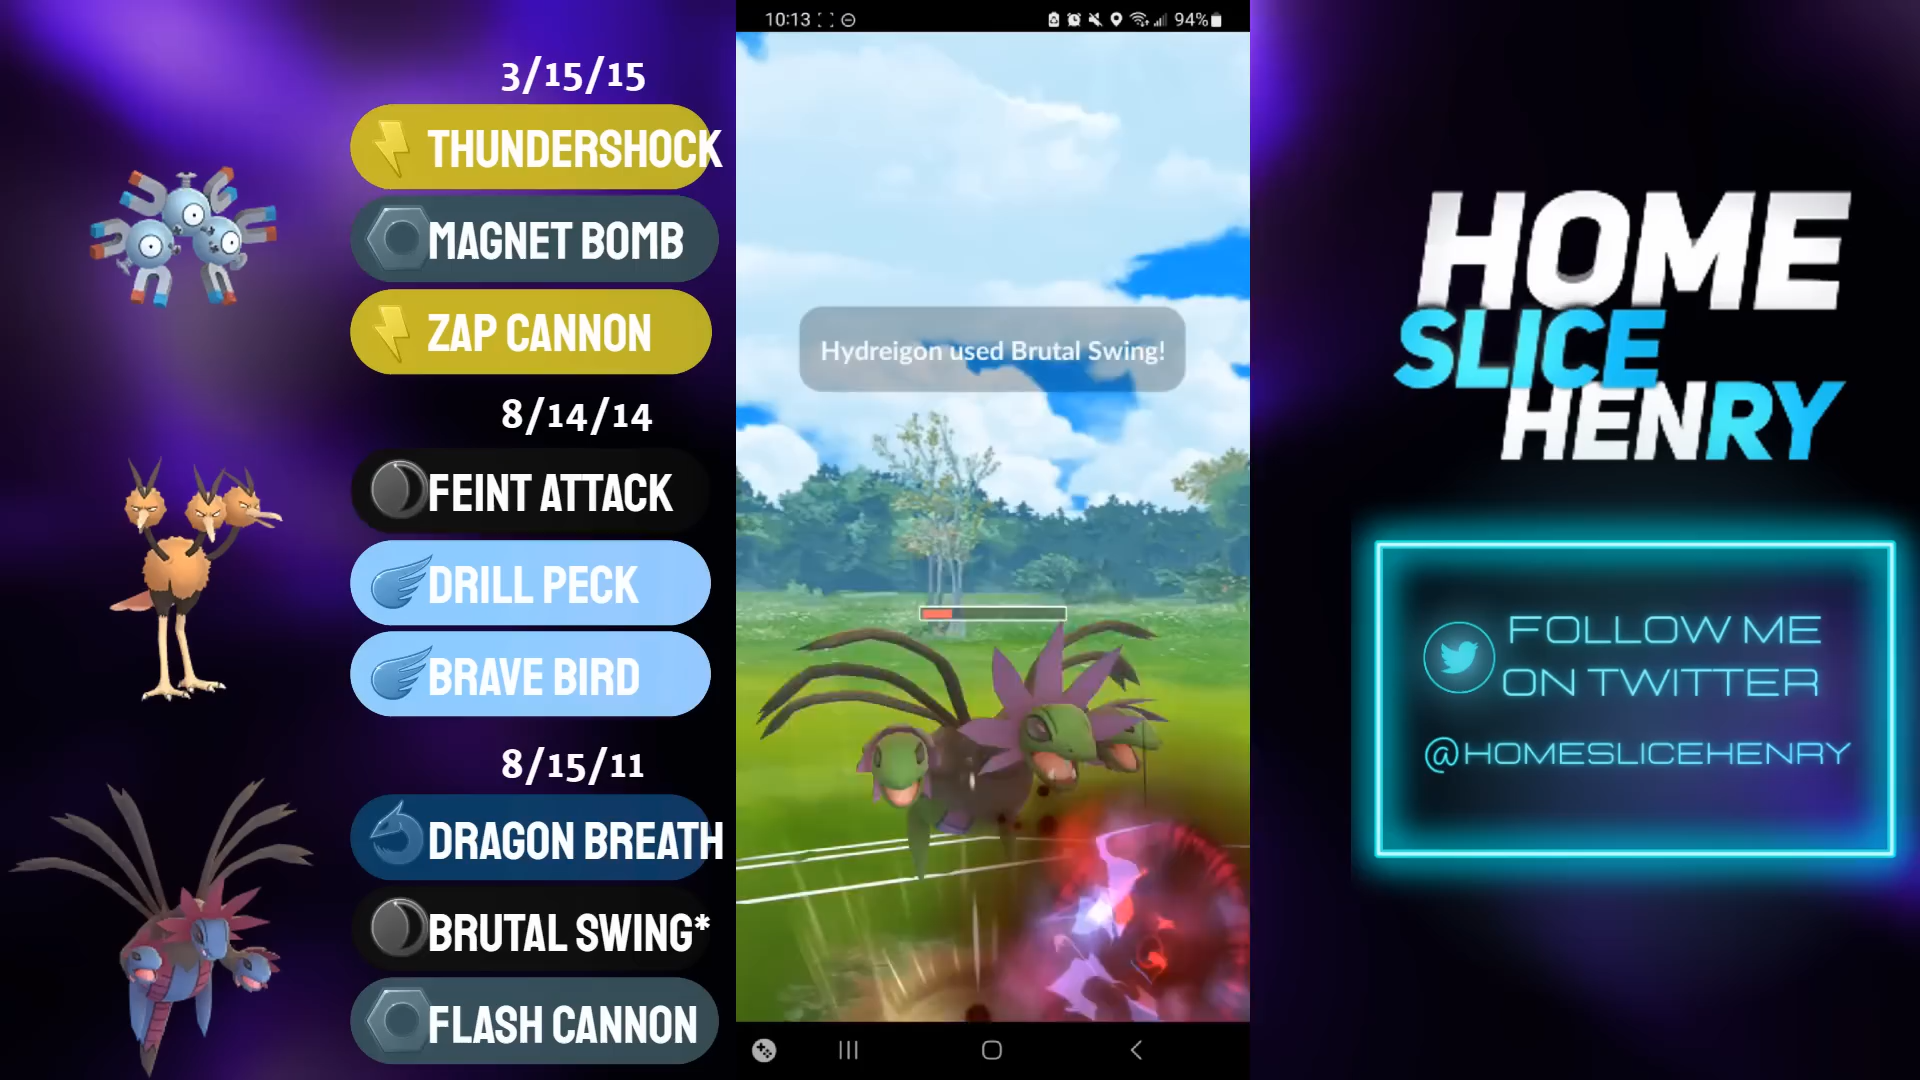 3/15/15
THUNDERSHOCK
MAGNET BOMB
ZAP CANNON
8/14/14
FEINT ATTACK
DRILL PECK
BRAVE BIRD
8/15/11
DRAGON BREATH
BRUTAL SWING*
FLASH CANNON
10:13
94%
Hydreigon used Brutal Swing!
HOME
SLICE
HENRY
FOLLOW ME
ON TWITTER
@HOMESLICEHENRY